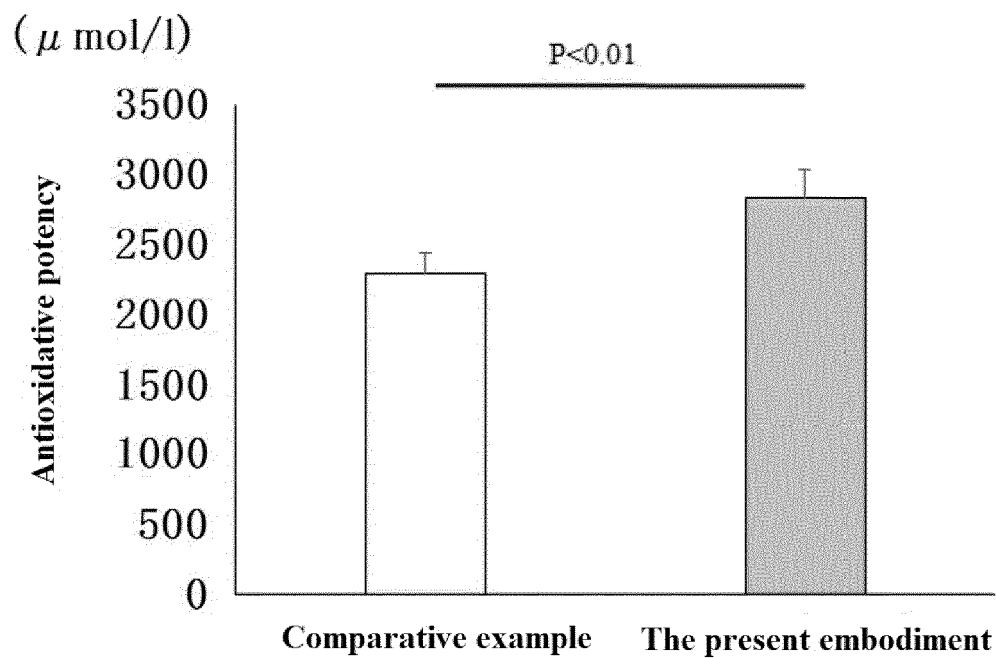 (μ mol/l)
P<0.01
3500
3000
2500
2000
1500
1000
500
0
Antioxidative potency
Comparative example
The present embodiment